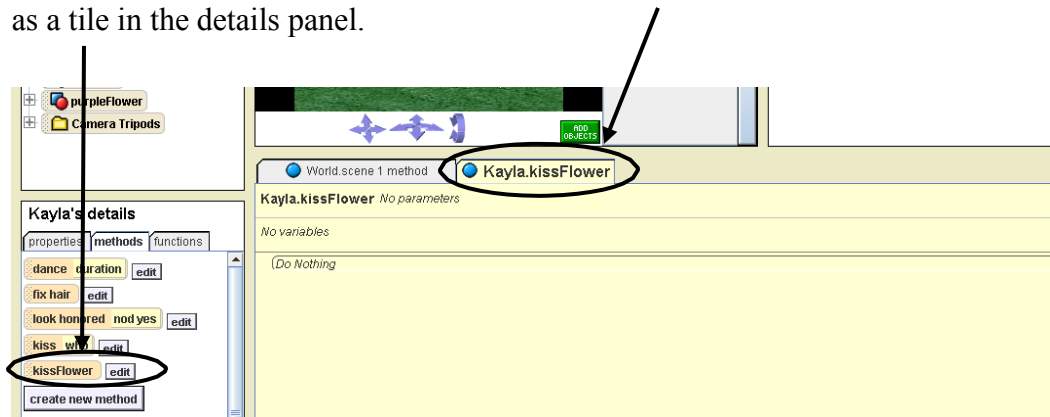 as a tile in the details panel.
purpleFlower
Camera Tripods
ADD
OBJECTS
World.scene 1 method
Kayla.kissFlower
Kayla.kissFlower No parameters
No variables
(Do Nothing
Kayla's details
properties methods functions
dance duration edit
fix hair edit
look honored nod yes edit
kiss who edit
kissFlower edit
create new method